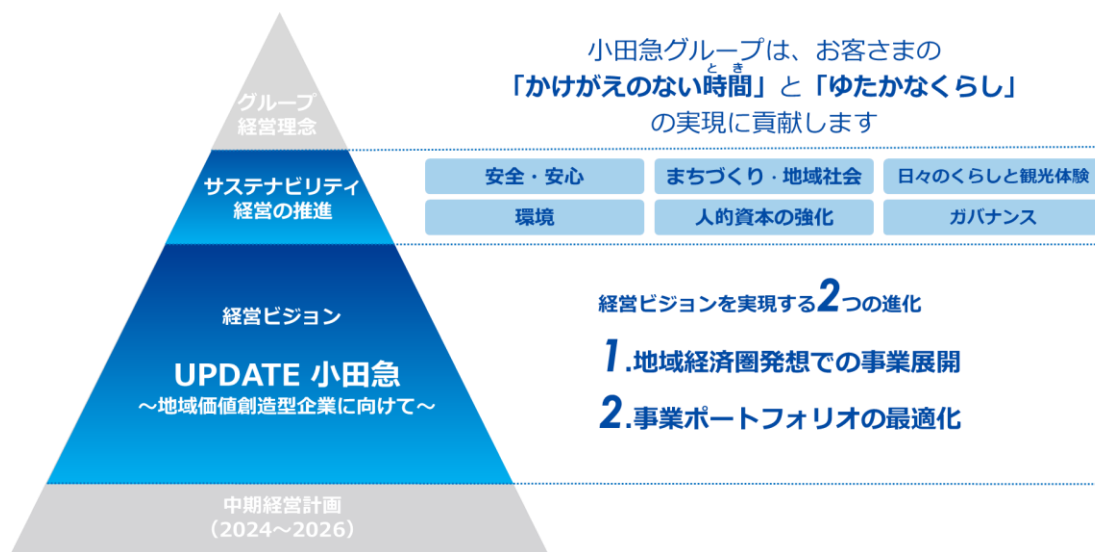 小田急グループは、お客さまの
「かけがえのない時間」と「ゆたかなくらし」
とき
の実現に貢献します
グループ
経営理念
サステナビリティ
経営の推進
安全・安心
まちづくり・地域社会
日々のくらしと観光体験
環境
人的資本の強化
ガバナンス
経営ビジョン
UPDATE 小田急
～地域価値創造型企業に向けて～
経営ビジョンを実現する2つの進化
1.地域経済圏発想での事業展開
2.事業ポートフォリオの最適化
中期経営計画
（2024～2026）